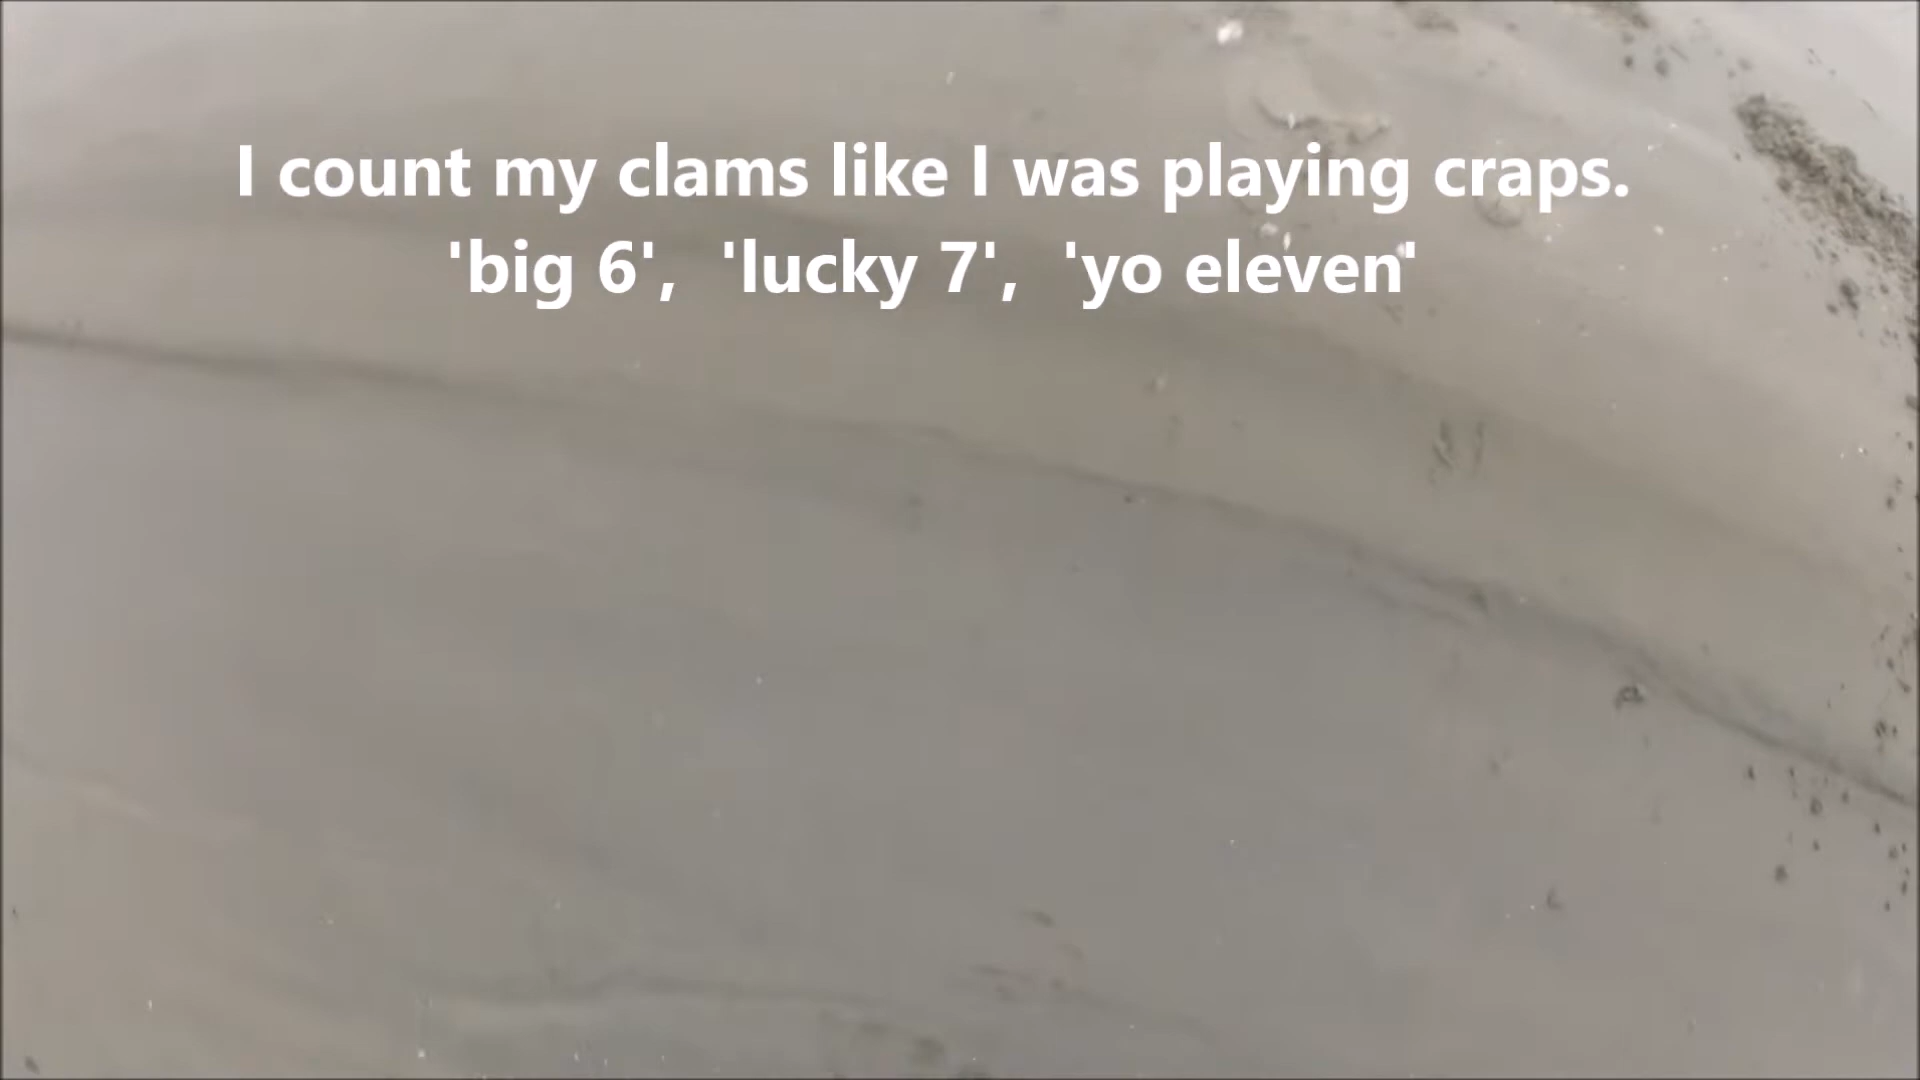 I count my clams like I was playing craps.
'big 6', 'lucky 7', 'yo eleven'